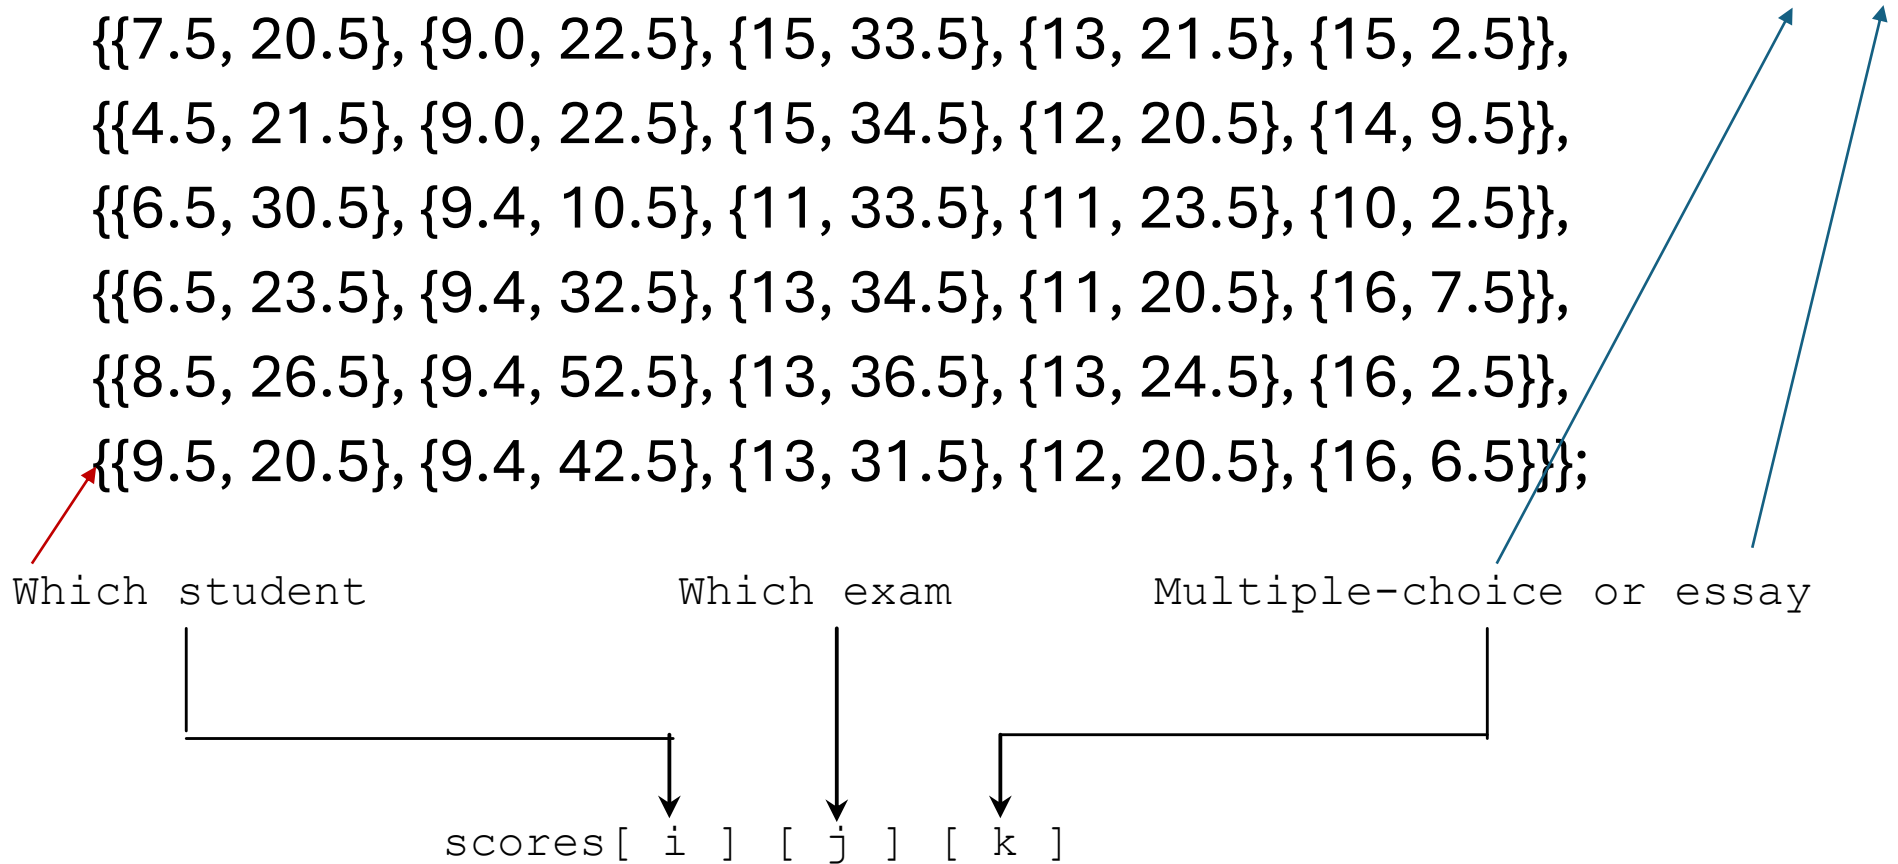 {{7.5, 20.5}, {9.0, 22.5}, {15, 33.5}, {13, 21.5}, {15, 2.5}},
{{4.5, 21.5}, {9.0, 22.5}, {15, 34.5}, {12, 20.5}, {14, 9.5}},
{{6.5, 30.5}, {9.4, 10.5}, {11, 33.5}, {11, 23.5}, {10, 2.5}},
{{6.5, 23.5}, {9.4, 32.5}, {13, 34.5}, {11, 20.5}, {16, 7.5}},
{{8.5, 26.5}, {9.4, 52.5}, {13, 36.5}, {13, 24.5}, {16, 2.5}},
{{9.5, 20.5}, {9.4, 42.5}, {13, 31.5}, {12, 20.5}, {16, 6.5}}};
Which student Which exam Multiple-choice or essay
scores[ i ] [ j ] [ k ]